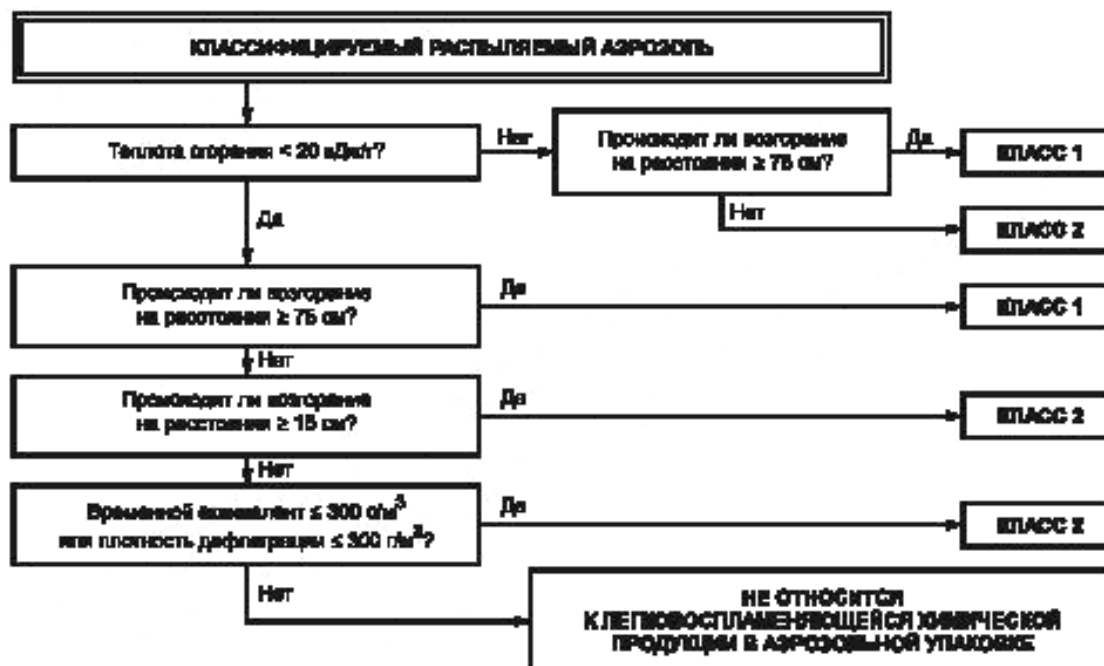 КЛАССИФИЦИРУЕМЫЙ РАСПЫЛЯЕМЫЙ АЭРОЗОЛЬ
Теплота сгорания < 20 кДж/г?
Нет
Происходит ли возгорание
на расстоянии ≥ 75 см?
Да
КЛАСС 1
Нет
КЛАСС 2
Да
Происходит ли возгорание
на расстоянии ≥ 75 см?
Да
КЛАСС 1
Нет
Происходит ли возгорание
на расстоянии ≥ 15 см?
Да
КЛАСС 2
Нет
Временной эквивалент ≤ 300 с/м³
или плотность дефлаграции ≤ 300 г/м³?
Да
КЛАСС 2
Нет
НЕ ОТНОСИТСЯ
К ЛЕГКОВОСПЛАМЕНЯЮЩЕЙСЯ ХИМИЧЕСКОЙ
ПРОДУКЦИИ В АЭРОЗОЛЬНОЙ УПАКОВКЕ